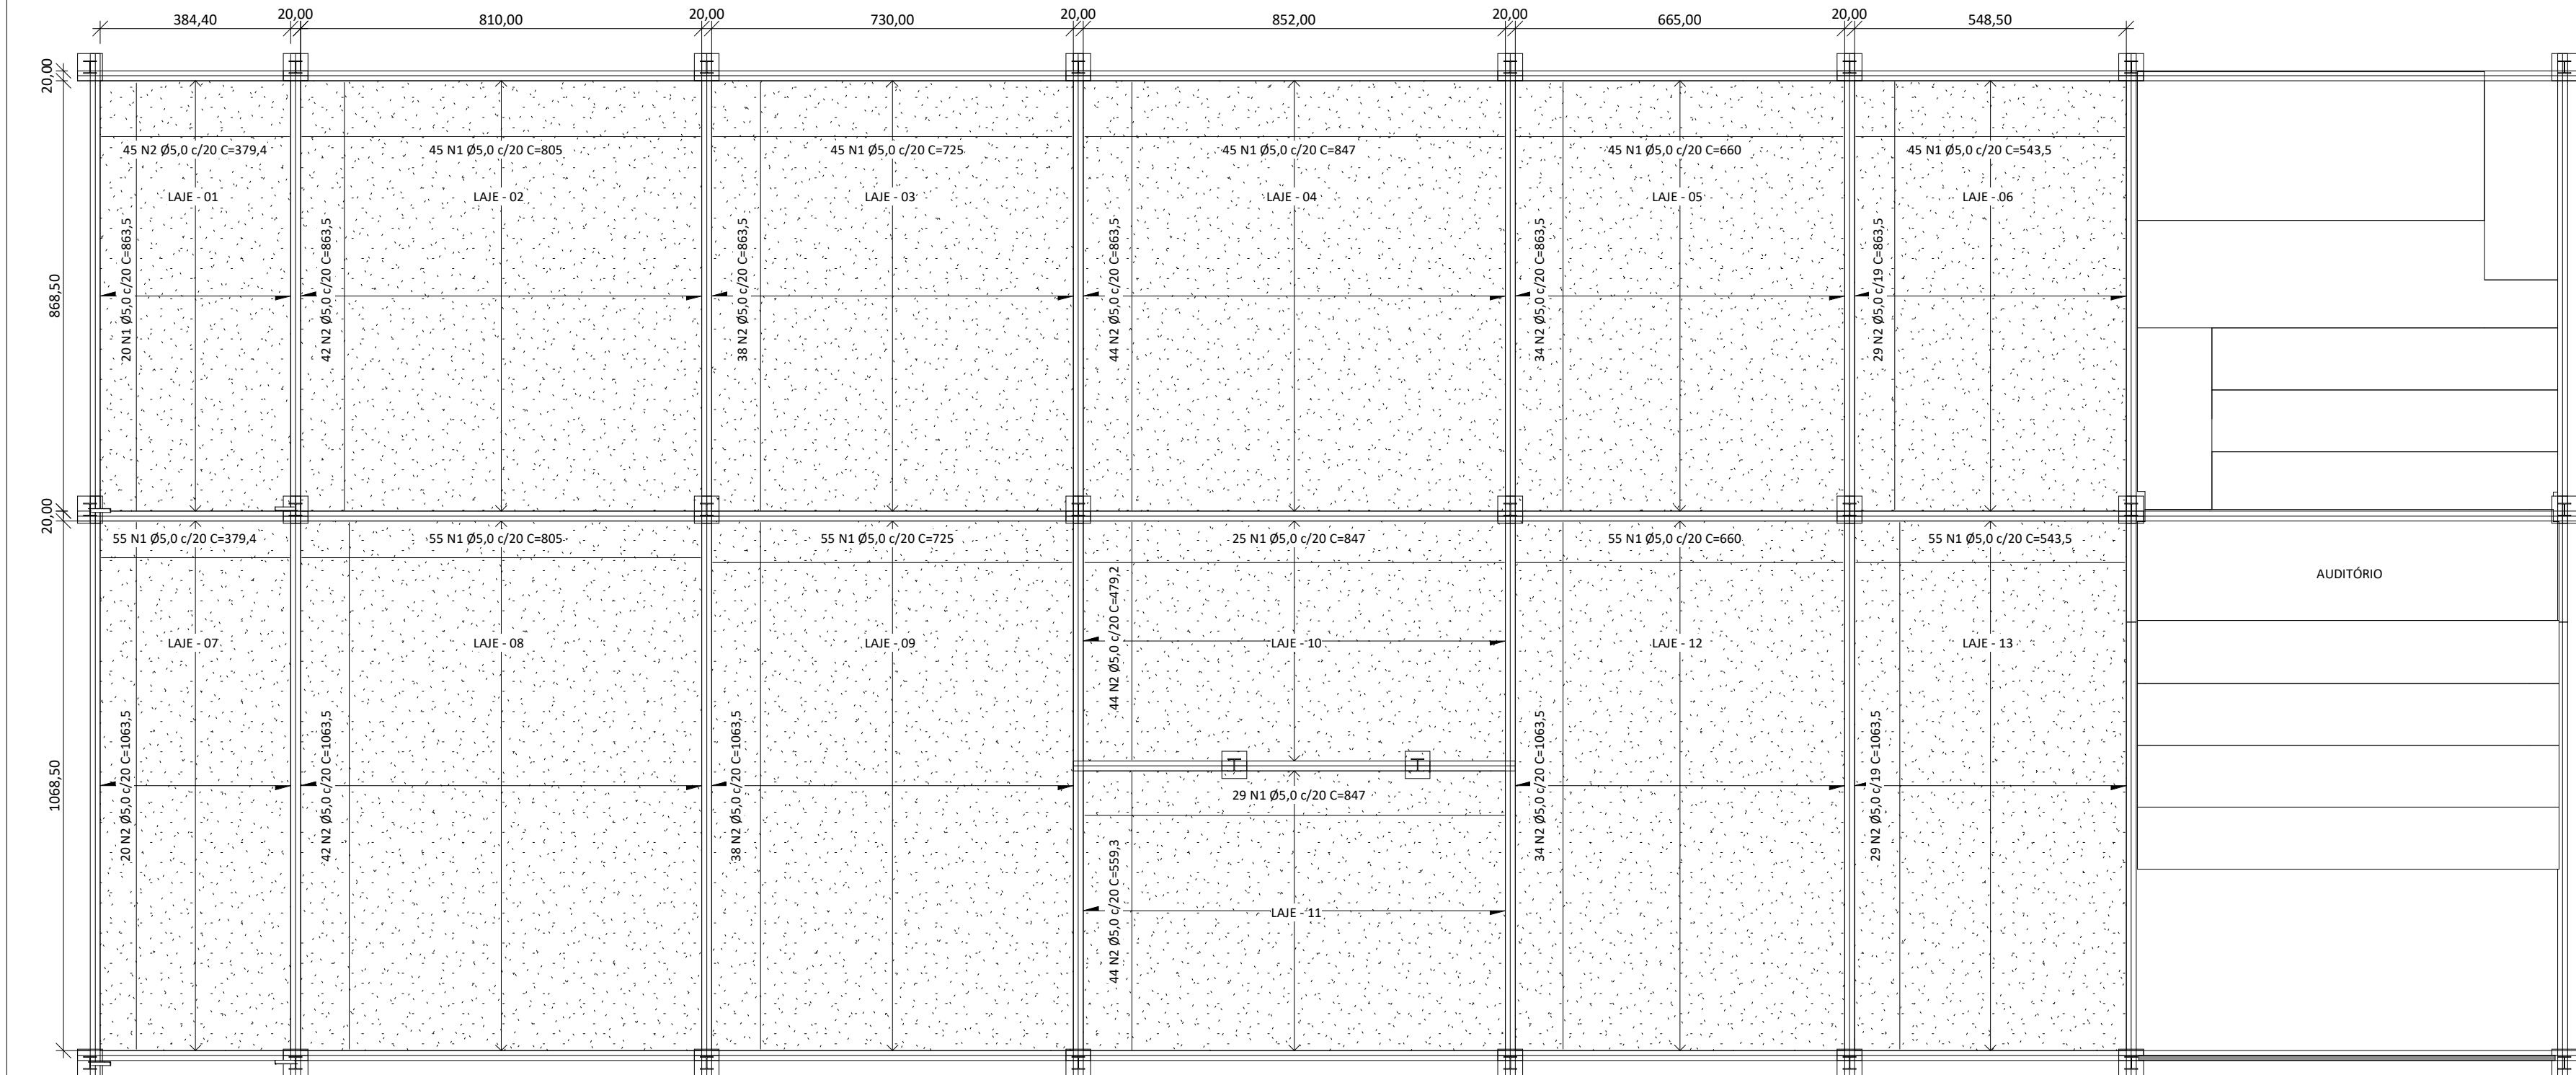 384,40
20,00
810,00
20,00
730,00
20,00
852,00
20,00
665,00
20,00
548,50
20,00
868,50
20,00
1068,50
45 N2 Ø5,0 c/20 C=379,4
45 N1 Ø5,0 c/20 C=805
45 N1 Ø5,0 c/20 C=725
45 N1 Ø5,0 c/20 C=847
45 N1 Ø5,0 c/20 C=660
45 N1 Ø5,0 c/20 C=543,5
LAJE - 01
LAJE - 02
LAJE - 03
LAJE - 04
LAJE - 05
LAJE - 06
20 N1 Ø5,0 c/20 C=863,5
42 N2 Ø5,0 c/20 C=863,5
38 N2 Ø5,0 c/20 C=863,5
44 N2 Ø5,0 c/20 C=863,5
34 N2 Ø5,0 c/20 C=863,5
29 N2 Ø5,0 c/19 C=863,5
55 N1 Ø5,0 c/20 C=379,4
55 N1 Ø5,0 c/20 C=805
55 N1 Ø5,0 c/20 C=725
25 N1 Ø5,0 c/20 C=847
55 N1 Ø5,0 c/20 C=660
55 N1 Ø5,0 c/20 C=543,5
AUDITÓRIO
44 N2 Ø5,0 c/20 C=479,2
LAJE - 07
LAJE - 08
LAJE - 09
LAJE - 10
LAJE - 12
LAJE - 13
20 N2 Ø5,0 c/20 C=1063,5
42 N2 Ø5,0 c/20 C=1063,5
38 N2 Ø5,0 c/20 C=1063,5
34 N2 Ø5,0 c/20 C=1063,5
29 N2 Ø5,0 c/19 C=1063,5
29 N1 Ø5,0 c/20 C=847
44 N2 Ø5,0 c/20 C=559,3
LAJE - 11